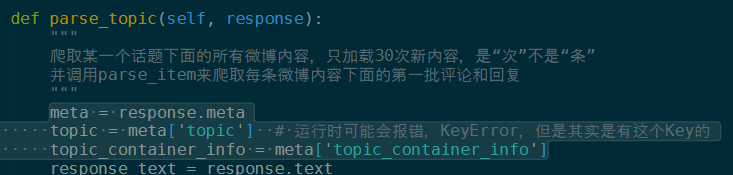 def parse_topic(self, response):
"""
爬取某一个话题下面的所有微博内容，只加载30次新内容，是“次”不是“条”
并调用parse_item来爬取每条微博内容下面的第一批评论和回复
"""
meta = response.meta
topic = meta['topic']  # 运行时可能会报错，KeyError，但是其实是有这个Key的
topic_container_info = meta['topic_container_info']
response_text = response.text